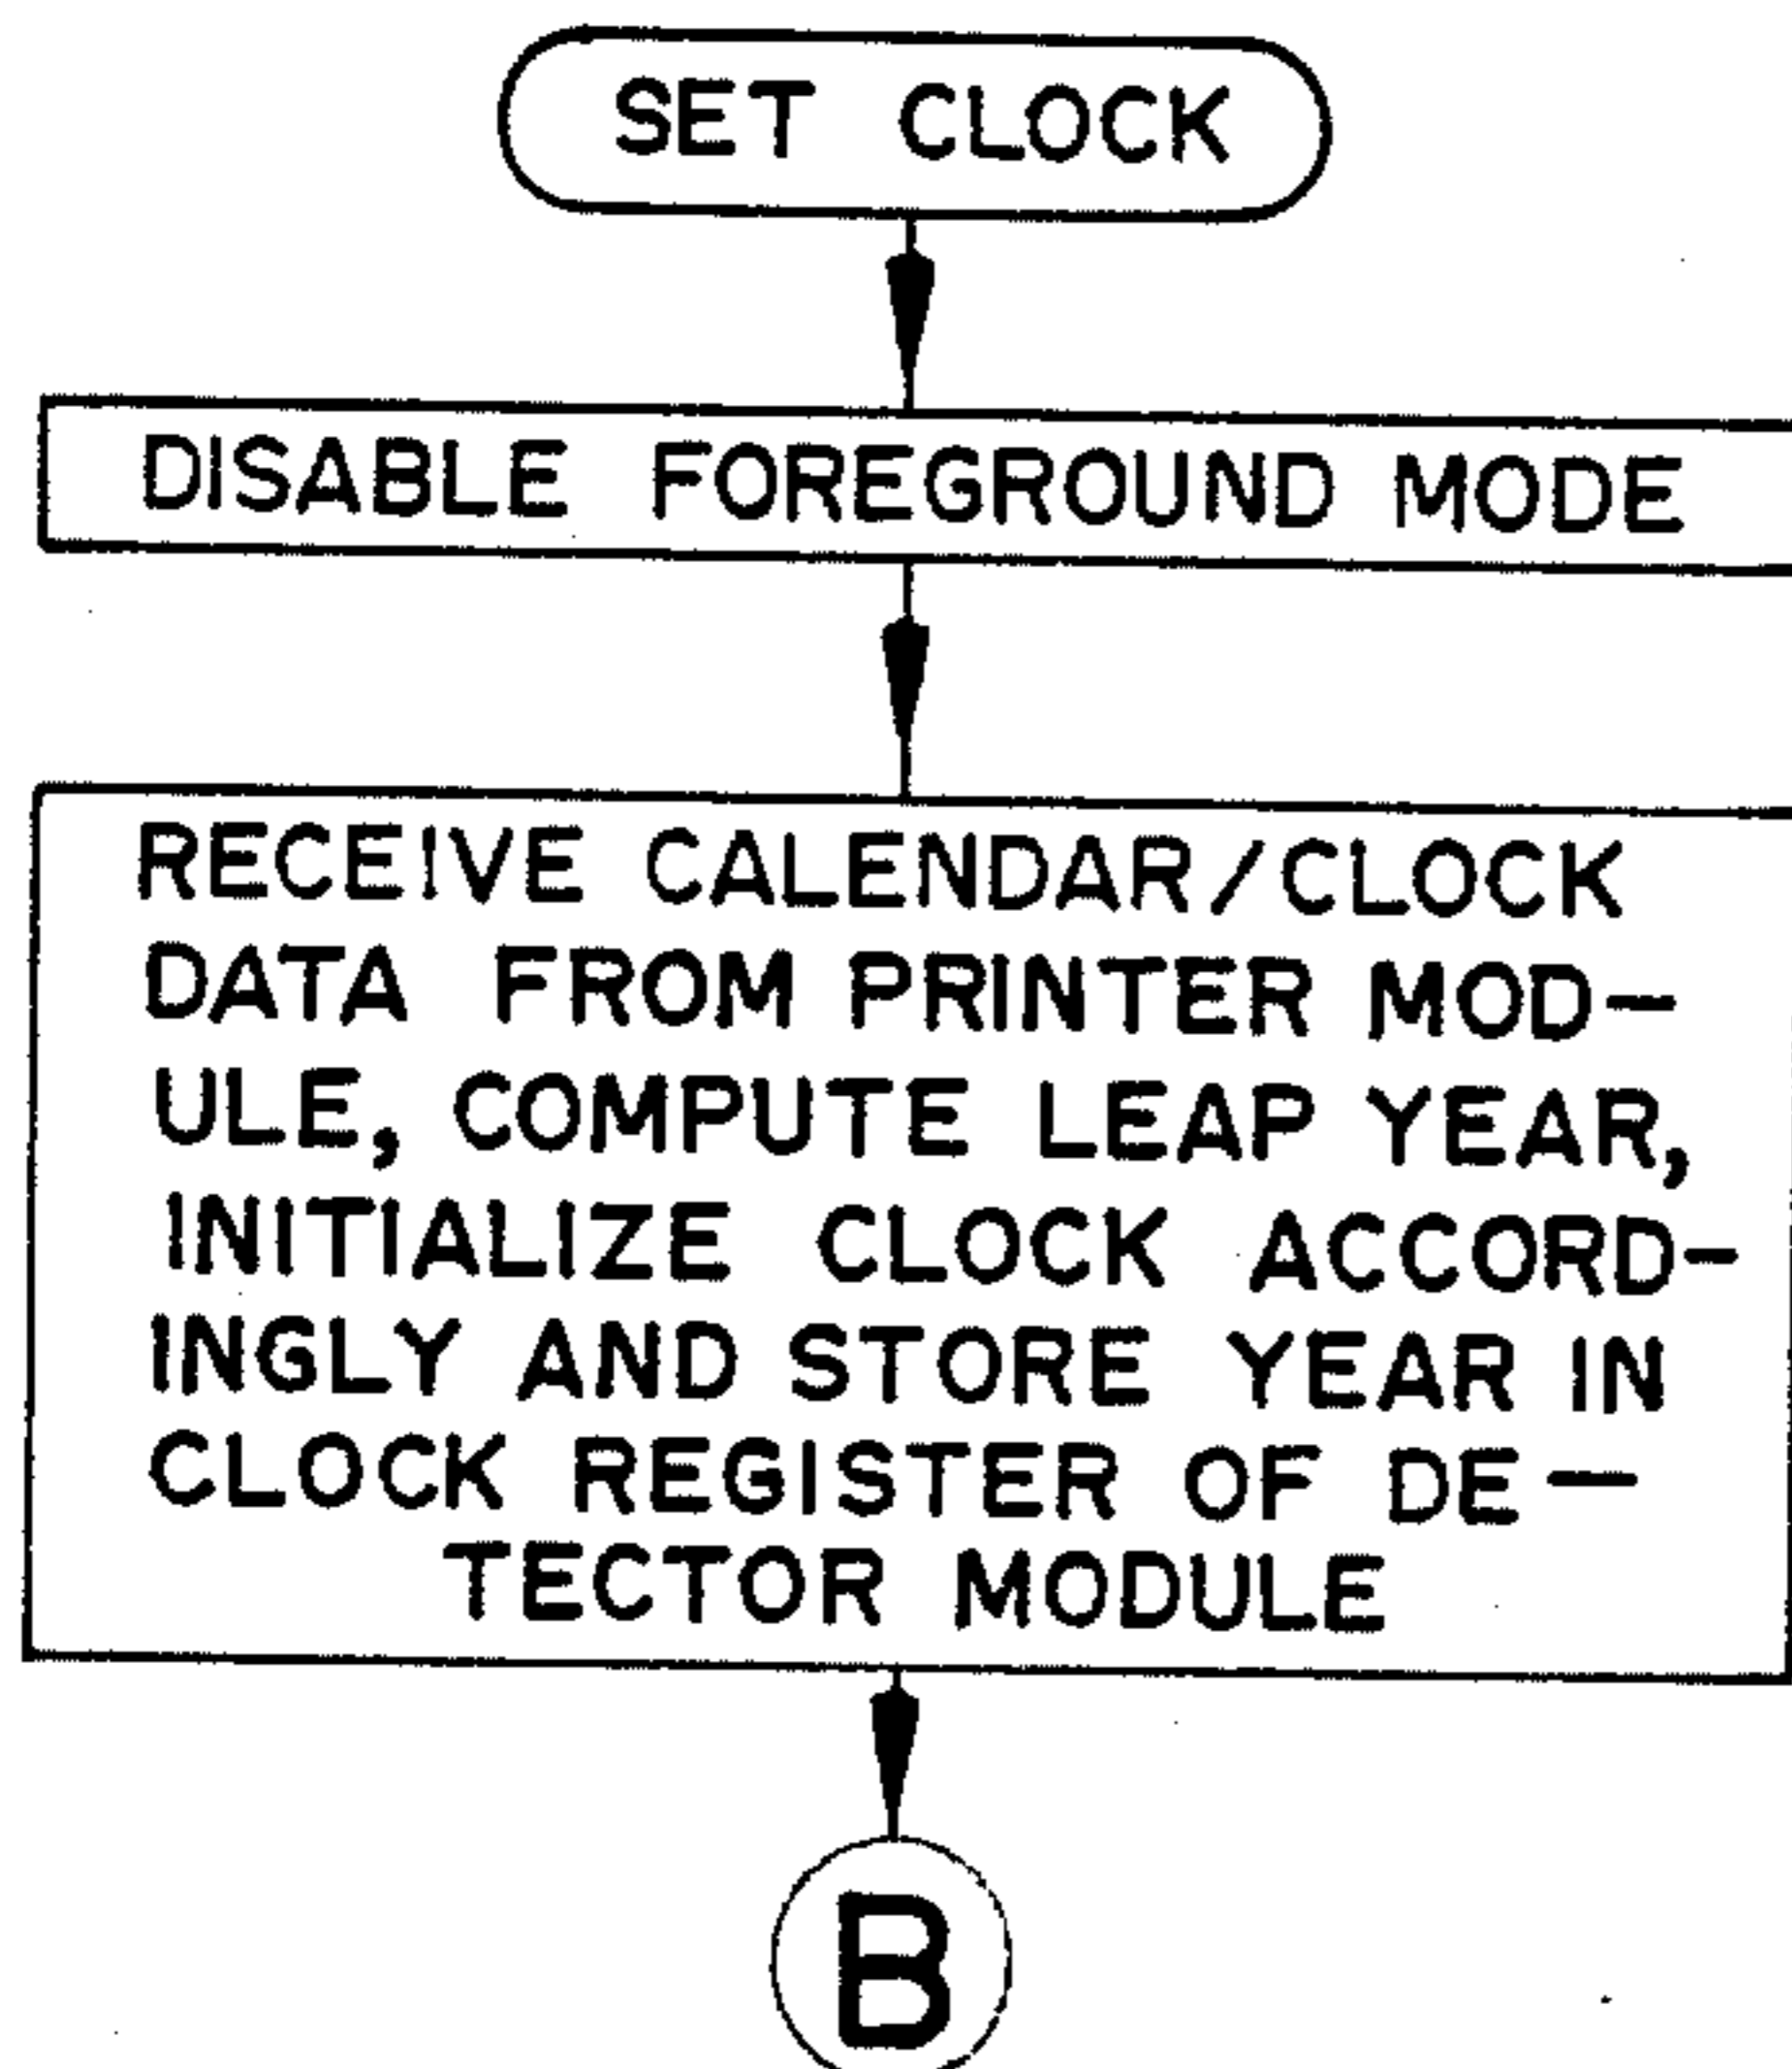 SET CLOCK
DISABLE FOREGROUND MODE
RECEIVE CALENDAR/CLOCK
DATA FROM PRINTER MOD-
ULE, COMPUTE LEAP YEAR,
INITIALIZE CLOCK ACCORD-
INGLY AND STORE YEAR IN
CLOCK REGISTER OF DE-
TECTOR MODULE
B